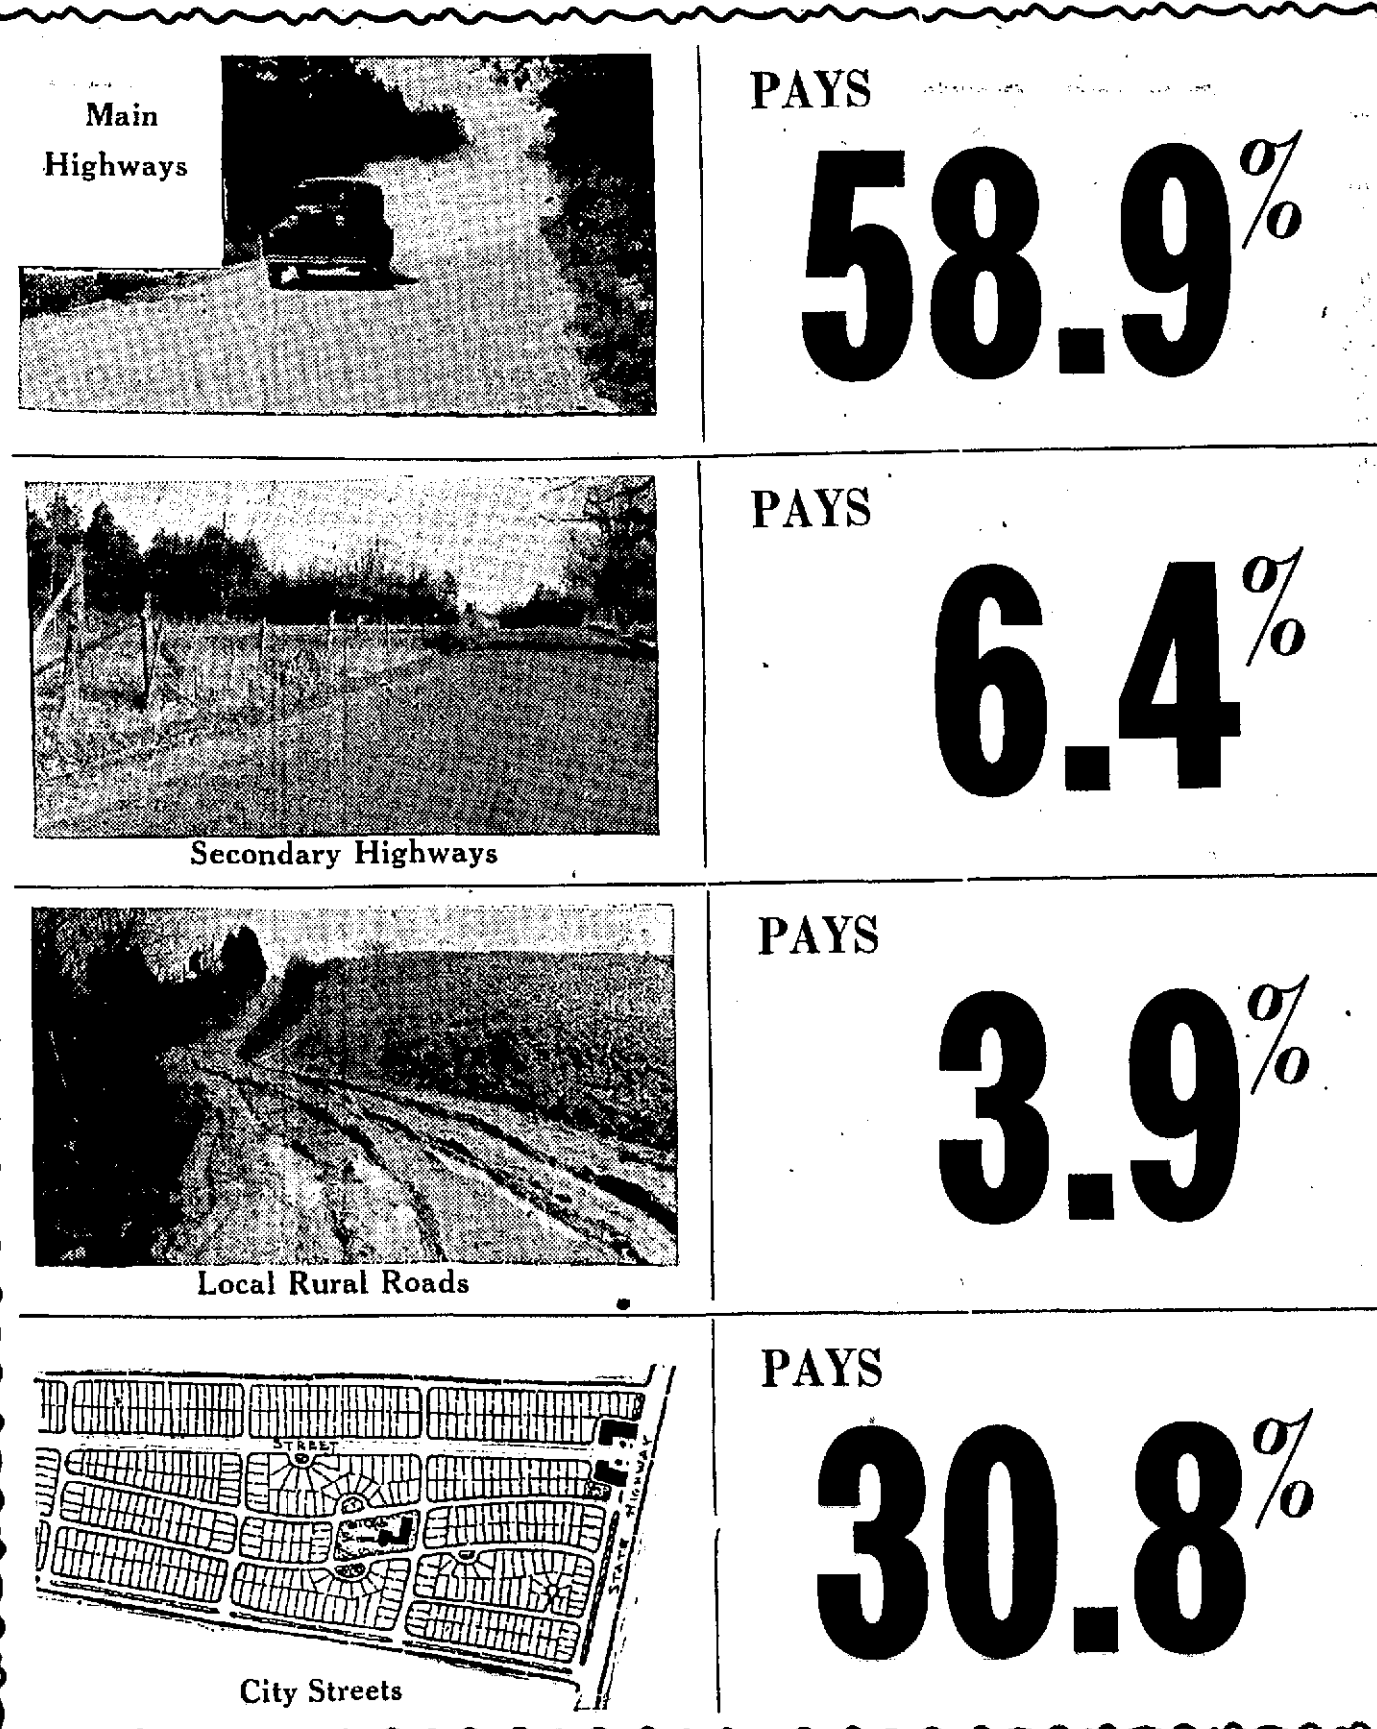 Main
Highways
PAYS
58.9%
PAYS
6.4%
Secondary Highways
PAYS
3.9%
Local Rural Roads
PAYS
30.8%
STREET
STATE HIGHWAY
City Streets